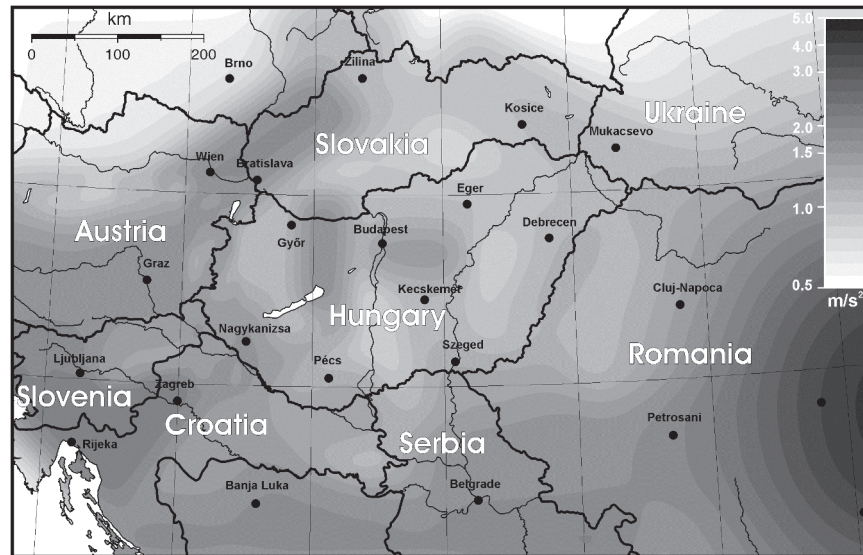 km
0 100 200
5.0
4.0
3.0
2.0
1.5
1.0
0.5
m/s²
Brno
Zilina
Kosice
Ukraine
Mukacsevo
Slovakia
Wien
Bratislava
Eger
Austria
Győr
Budapest
Debrecen
Graz
Kecskemét
Cluj-Napoca
Hungary
Nagykanizsa
Szeged
Romania
Ljubljana
Pécs
Slovenia
Zagreb
Croatia
Petrosani
Serbia
Rijeka
Banja Luka
Belgrade